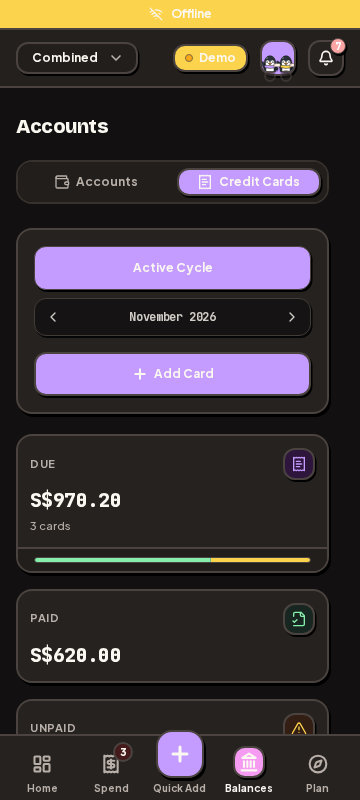 Offline
Combined
Demo
7
Accounts
Accounts
Credit Cards
Active Cycle
November 2026
Add Card
DUE
S$970.20
3 cards
PAID
S$620.00
UNPAID
3
Home
Spend
Quick Add
Balances
Plan